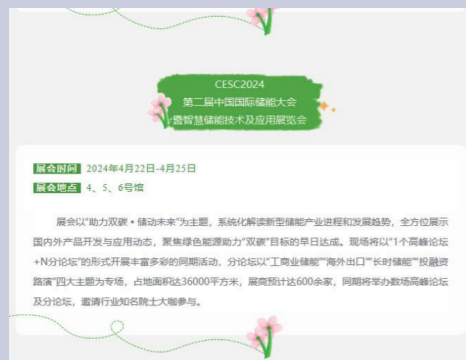 CESC2024
第二届中国国际储能大会
暨智慧储能技术及应用展览会
展会时间 2024年4月22日-4月25日
展会地点 4、5、6号馆
展会以“助力双碳•储动未来”为主题，系统化解读新型储能产业进程和发展趋势，全方位展示
国内外产品开发与应用动态，聚焦绿色能源助力“双碳”目标的早日达成。现场将以“1个高峰论坛
+N分论坛”的形式开展丰富多彩的同期活动，分论坛以“工商业储能”“海外出口”“长时储能”“投融资
路演”四大主题为专场，占地面积达36000平方米，展商预计达600余家，同期将举办数场高峰论坛
及分论坛，邀请行业知名院士大咖参与。